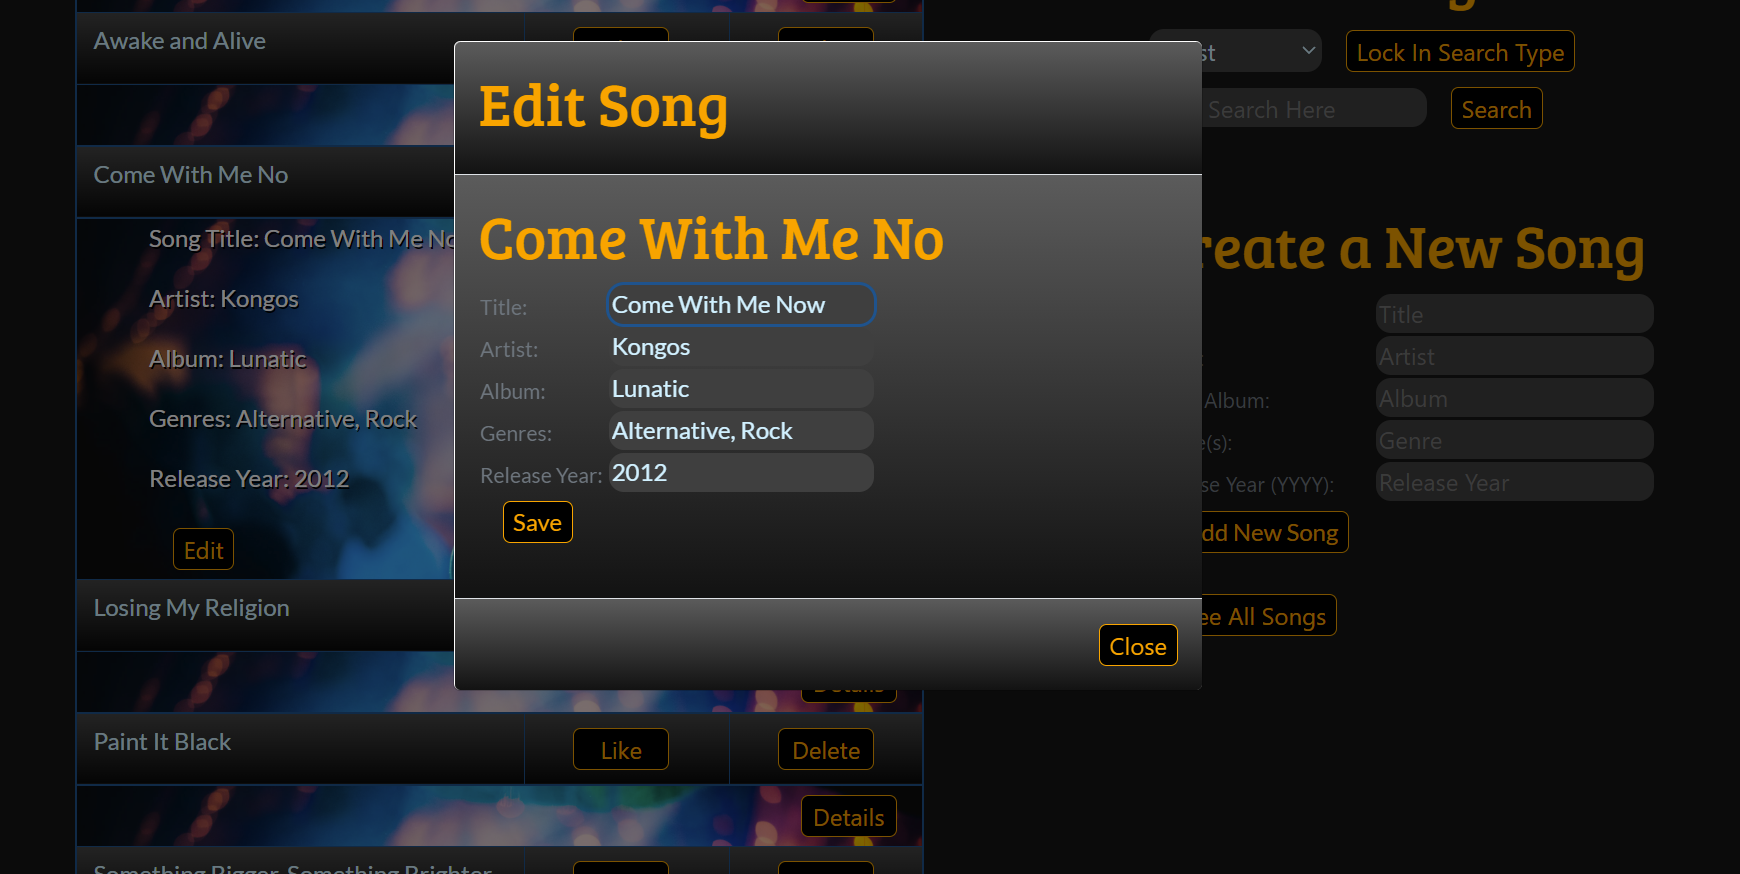 Awake and Alive
st
Lock In Search Type
Search Here
Search
Edit Song
Come With Me No
Come With Me No
Song Title: Come With Me No
Artist: Kongos
Album: Lunatic
Genres: Alternative, Rock
Release Year: 2012
Edit
Title:
Come With Me Now
Artist:
Kongos
Album:
Lunatic
Genres:
Alternative, Rock
Release Year:
2012
Save
Close
reate a New Song
Title
Artist
Album:
Album
e(s):
Genre
se Year (YYYY):
Release Year
dd New Song
ee All Songs
Losing My Religion
Details
Paint It Black
Like
Delete
Details
Something Bigger, Something Brighter